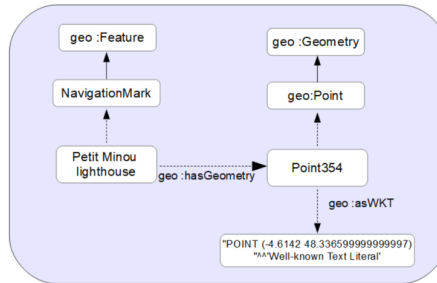 geo :Feature
geo :Geometry
NavigationMark
geo:Point
Petit Minou
lighthouse
geo :hasGeometry
Point354
geo :asWKT
"POINT (-4.6142 48.336599999999997)
"^^'Well-known Text Literal'